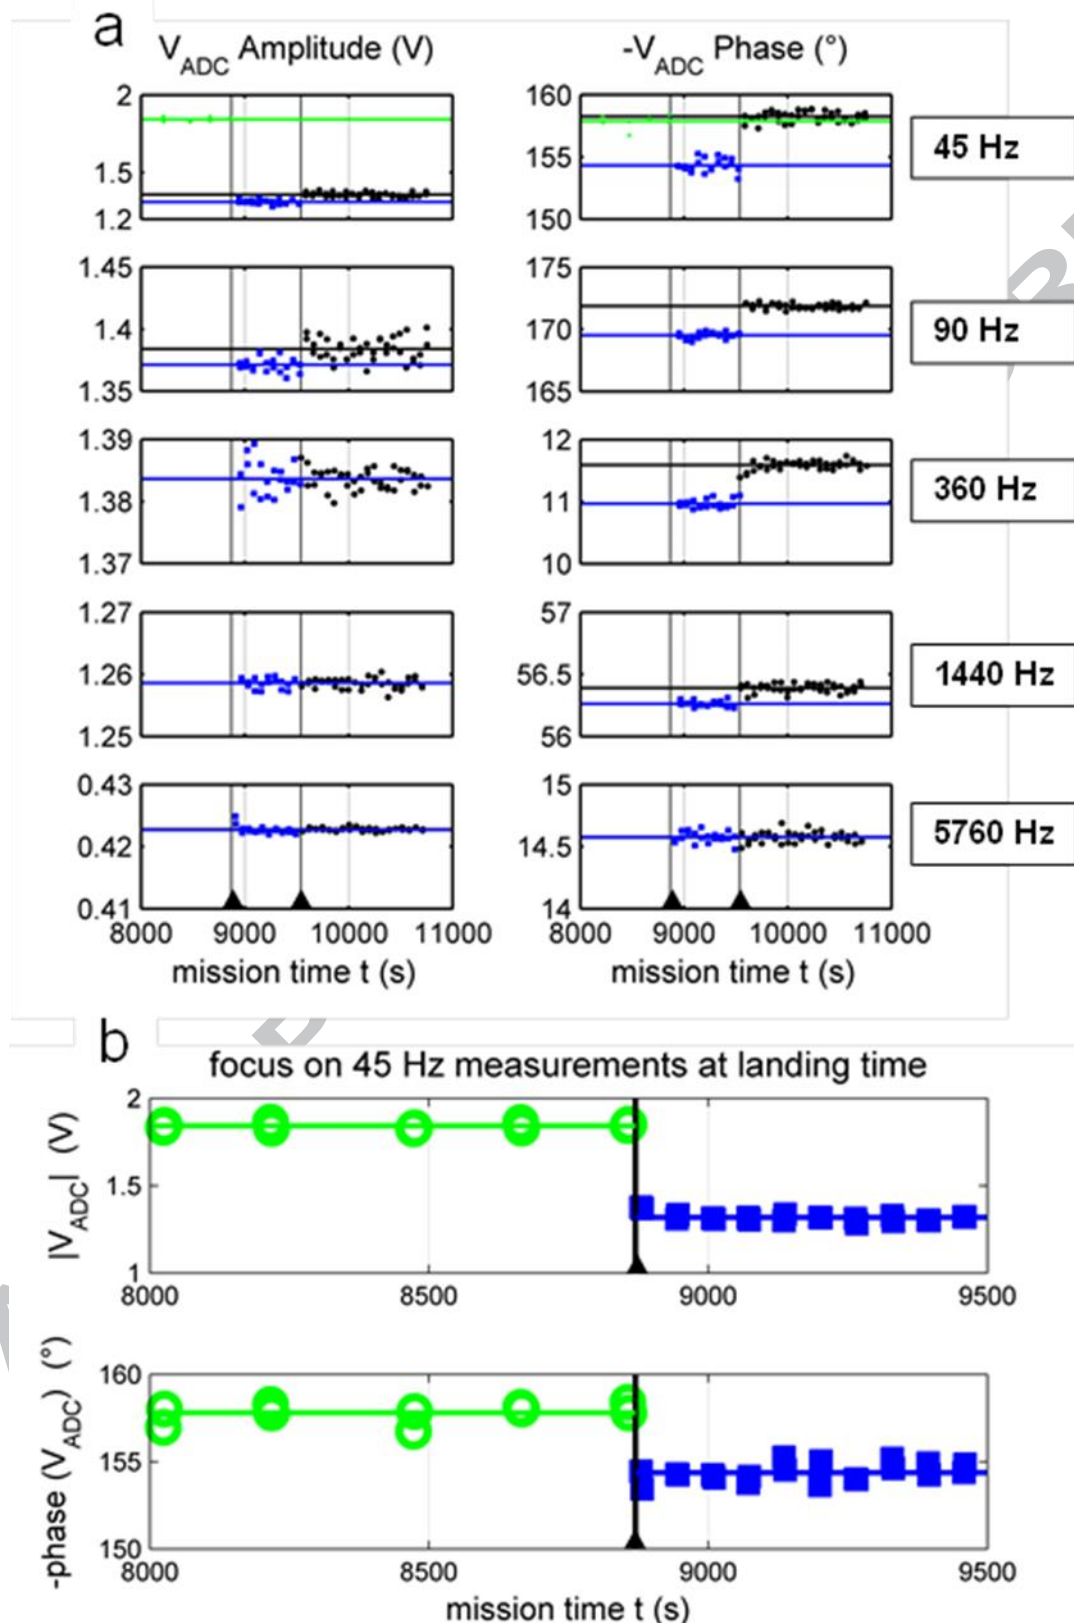 a
V_ADC Amplitude (V)
-V_ADC Phase (°)
2
1.5
1.2
160
155
150
45 Hz
1.45
1.4
1.35
175
170
165
90 Hz
1.39
1.38
1.37
12
11
10
360 Hz
1.27
1.26
1.25
57
56.5
56
1440 Hz
0.43
0.42
0.41
15
14.5
14
5760 Hz
8000 9000 10000 11000
8000 9000 10000 11000
mission time t (s)
mission time t (s)
b
focus on 45 Hz measurements at landing time
|V_ADC| (V)
2
1.5
1
8000 8500 9000 9500
-phase (V_ADC) (°)
160
155
150
8000 8500 9000 9500
mission time t (s)